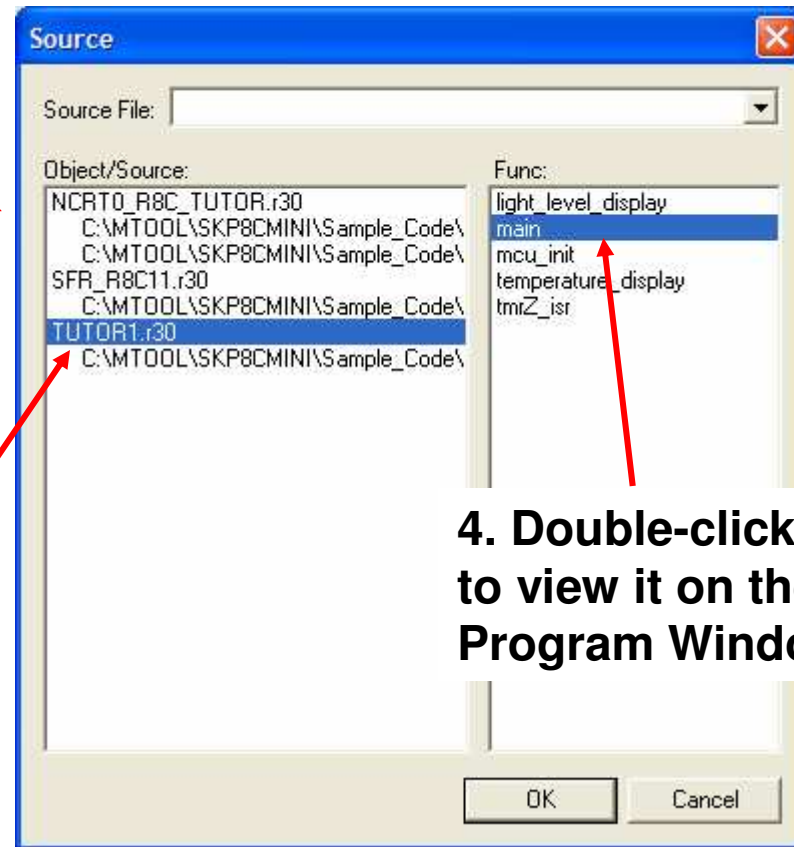 Source
Source File:
Object/Source:
NCRT0_R8C_TUTOR.r30
C:\MTOOL\SKP8CMINI\Sample_Code\
C:\MTOOL\SKP8CMINI\Sample_Code\
SFR_R8C11.r30
C:\MTOOL\SKP8CMINI\Sample_Code\
TUTOR1.r30
C:\MTOOL\SKP8CMINI\Sample_Code\
Func:
light_level_display
main
mcu_init
temperature_display
tmrZ_isr
4. Double-click
to view it on the
Program Windo
OK
Cancel